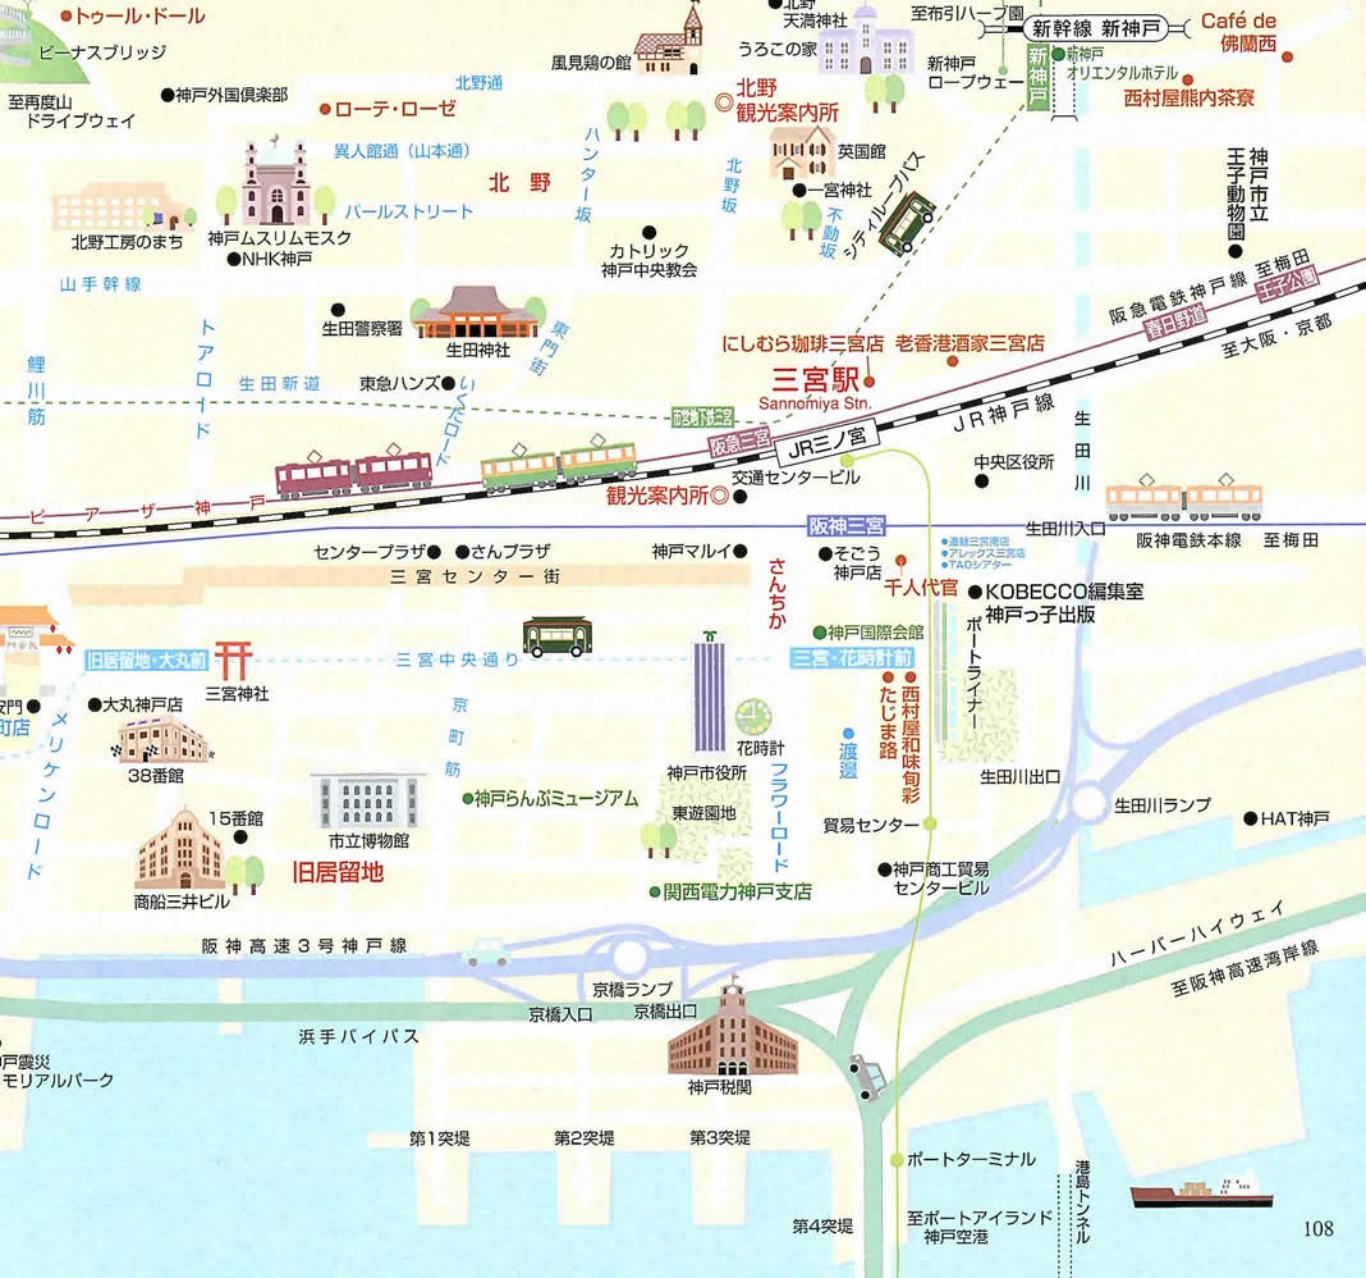 トゥール・ドール
ビーナスブリッジ
至再度山
ドライブウェイ
神戸外国倶楽部
ローテ・ローゼ
北野通
異人館通（山本通）
パールストリート
北野工房のまち
神戸ムスリムモスク
NHK神戸
山手幹線
風見鶏の館
北野
天満神社
うろこの家
北野
観光案内所
北野
ハンター坂
北野坂
英国館
一宮神社
不動坂
シティループバス
カトリック
神戸中央教会
至布引ハーブ園
新幹線 新神戸
新神戸
ロープウェー
新神戸
新神戸
オリエンタルホテル
Café de
佛蘭西
西村屋熊内茶寮
神戸市立
王子動物園
阪急電鉄神戸線 至梅田
王子公園
春日野道
至大阪・京都
生田警察署
生田神社
東門街
鯉川筋
トアロード
生田新道
東急ハンズ
いくたロード
にしむら珈琲三宮店
老香港酒家三宮店
三宮駅
Sannomiya Stn.
市営地下鉄三宮
阪急三宮
JR三ノ宮
JR神戸線
生田川
ピアザ神戸
観光案内所
交通センタービル
中央区役所
阪神三宮
生田川入口
阪神電鉄本線 至梅田
センタープラザ
さんプラザ
神戸マルイ
三宮センター街
さんちか
そごう
神戸店
千人代官
アレックス三宮店
TAOシアター
KOBECCO編集室
神戸っ子出版
神戸国際会館
ポートライナー
旧居留地・大丸前
三宮神社
三宮中央通り
三宮・花時計前
安門
町店
大丸神戸店
メリケンロード
38番館
京町筋
花時計
神戸市役所
渡邊
たじま路
西村屋和味旬彩
生田川出口
市立博物館
神戸らんぷミュージアム
東遊園地
フラワーロード
貿易センター
生田川ランプ
HAT神戸
15番館
旧居留地
商船三井ビル
関西電力神戸支店
神戸商工貿易
センタービル
阪神高速3号神戸線
ハーバーハイウェイ
至阪神高速湾岸線
京橋ランプ
京橋入口
京橋出口
浜手バイパス
戸震災
モリアルパーク
神戸税関
第1突堤
第2突堤
第3突堤
ポートターミナル
第4突堤
至ポートアイランド
神戸空港
港島トンネル
108